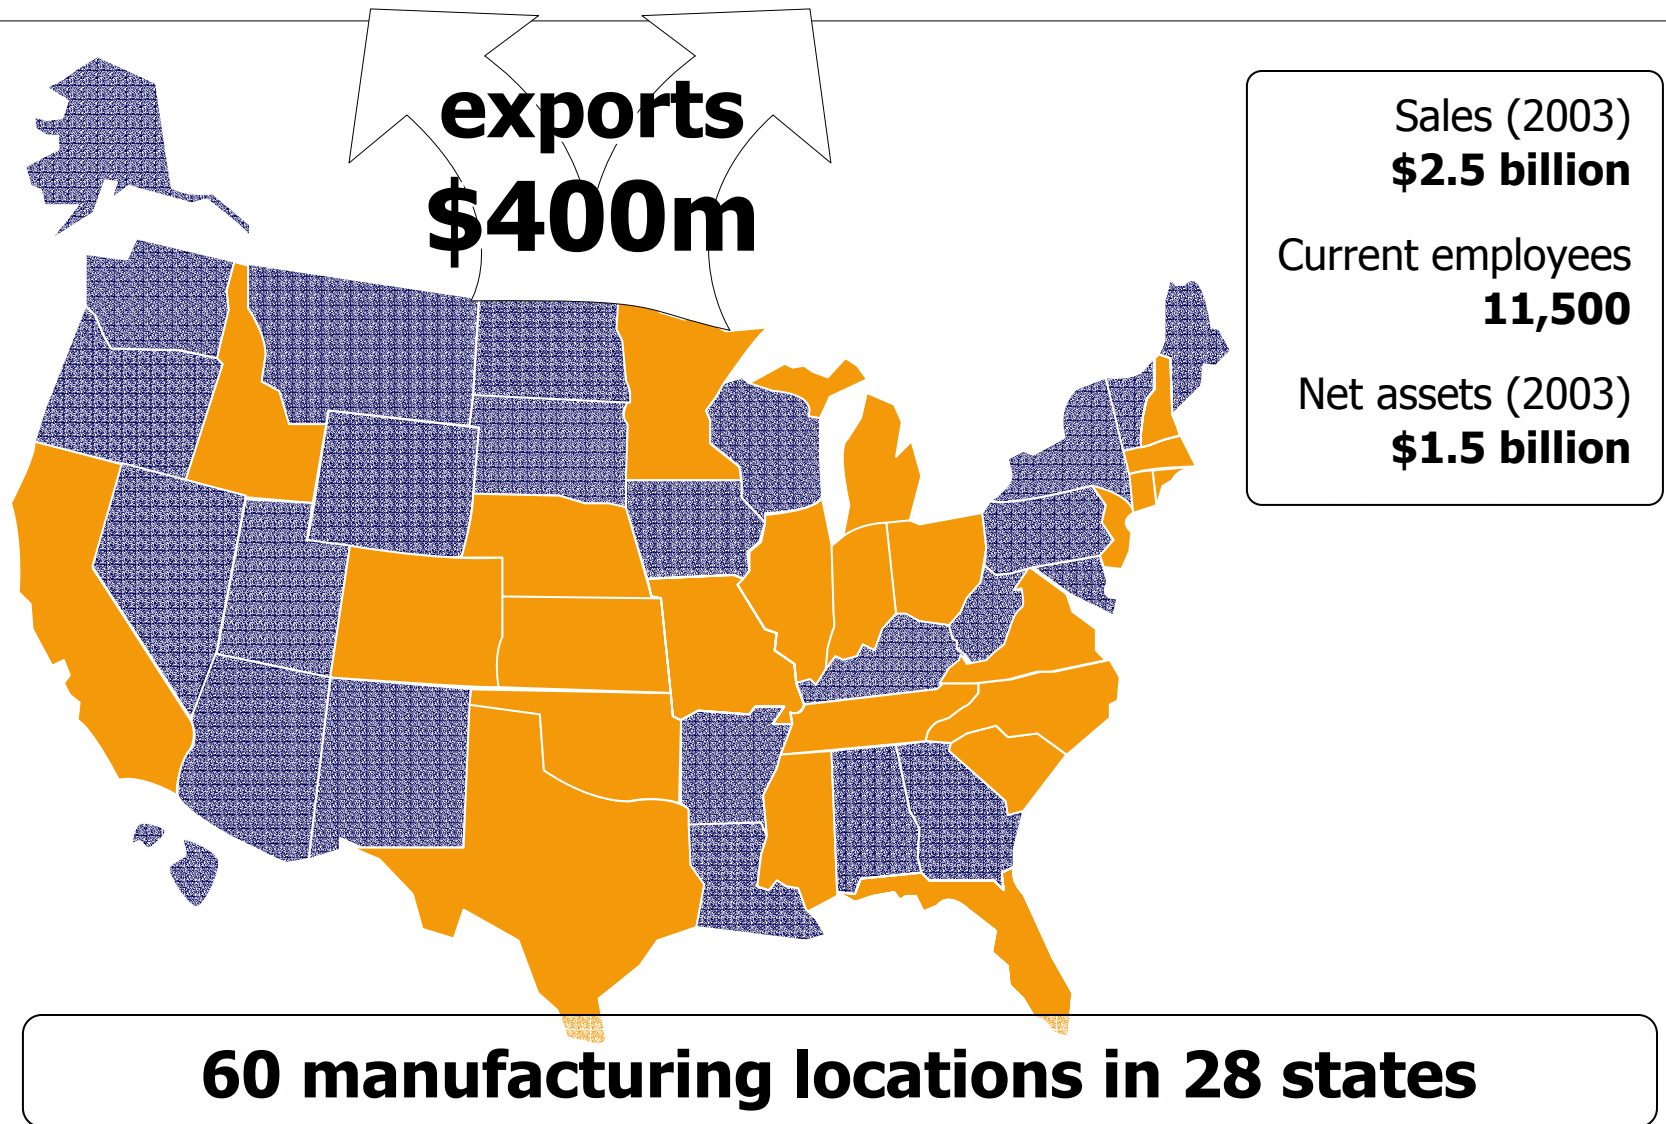 exports
$400m
Sales (2003)
$2.5 billion
Current employees
11,500
Net assets (2003)
$1.5 billion
60 manufacturing locations in 28 states